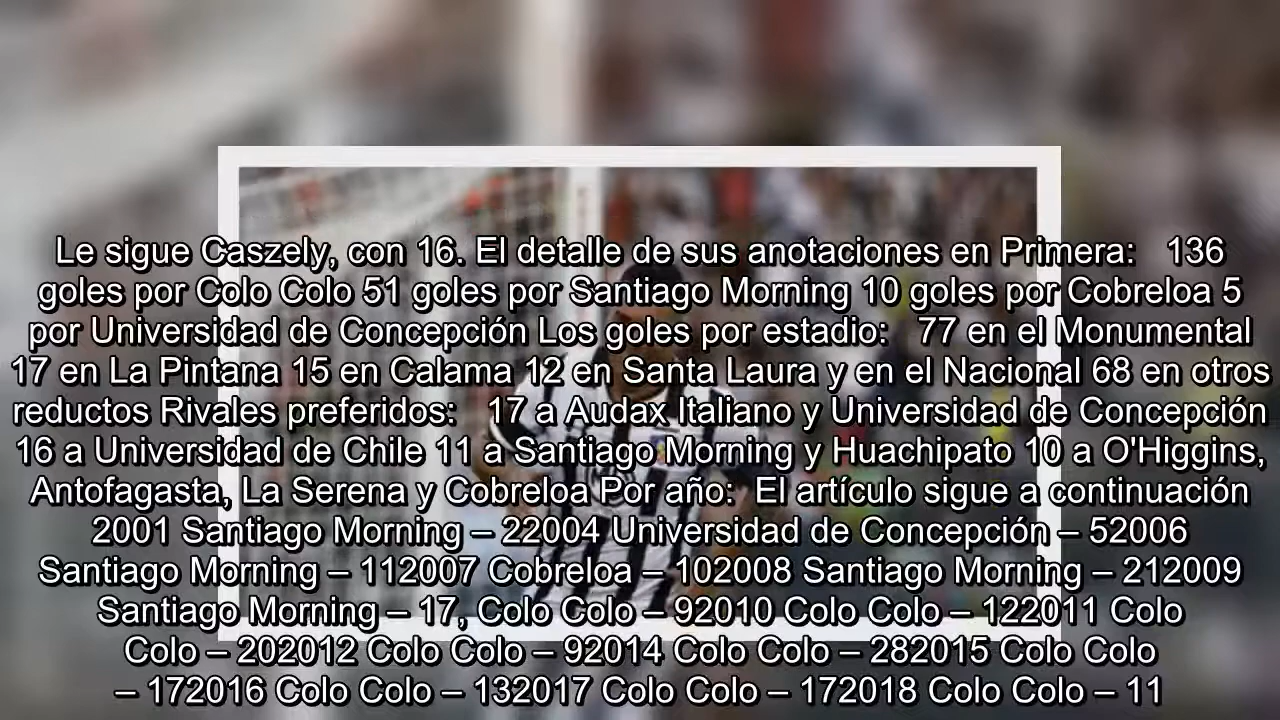 Le sigue Caszely, con 16. El detalle de sus anotaciones en Primera:   136
goles por Colo Colo 51 goles por Santiago Morning 10 goles por Cobreloa 5
por Universidad de Concepción Los goles por estadio:   77 en el Monumental
17 en La Pintana 15 en Calama 12 en Santa Laura y en el Nacional 68 en otros
reductos Rivales preferidos:   17 a Audax Italiano y Universidad de Concepción
16 a Universidad de Chile 11 a Santiago Morning y Huachipato 10 a O'Higgins,
Antofagasta, La Serena y Cobreloa Por año:  El artículo sigue a continuación
2001 Santiago Morning – 22004 Universidad de Concepción – 52006
Santiago Morning – 112007 Cobreloa – 102008 Santiago Morning – 212009
Santiago Morning – 17, Colo Colo – 92010 Colo Colo – 122011 Colo
Colo – 202012 Colo Colo – 92014 Colo Colo – 282015 Colo Colo
– 172016 Colo Colo – 132017 Colo Colo – 172018 Colo Colo – 11